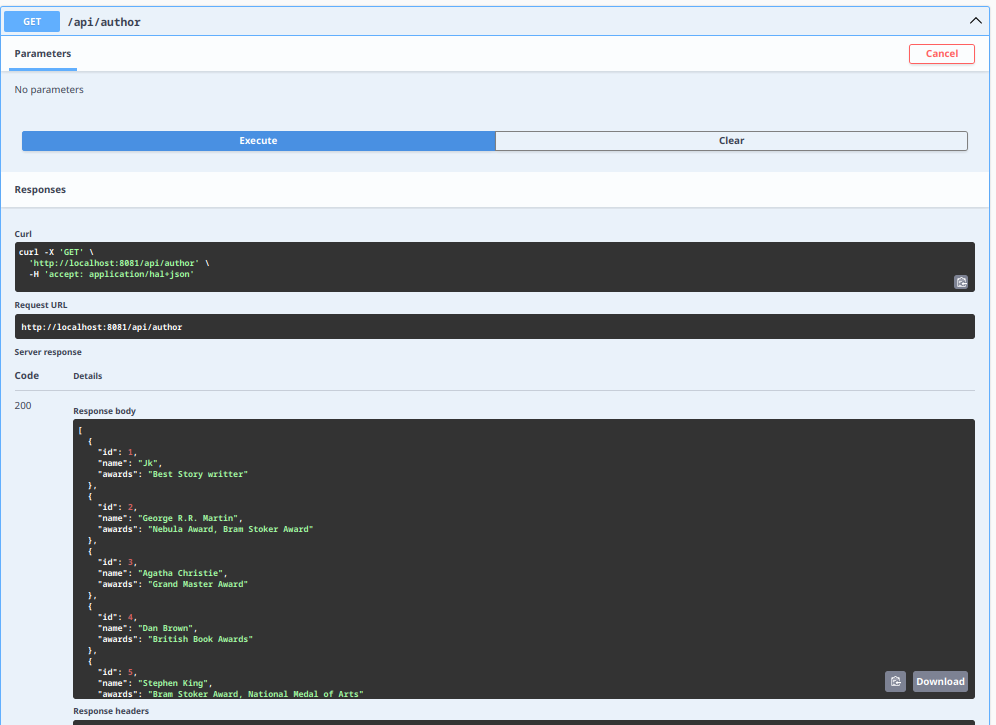 GET /api/author
Parameters
Cancel
No parameters
Execute
Clear
Responses
Curl
curl -X 'GET' \
  'http://localhost:8081/api/author' \
  -H 'accept: application/hal+json'
Request URL
http://localhost:8081/api/author
Server response
Code Details
200
Response body
[
  {
    "id": 1,
    "name": "Jk",
    "awards": "Best Story writter"
  },
  {
    "id": 2,
    "name": "George R.R. Martin",
    "awards": "Nebula Award, Bram Stoker Award"
  },
  {
    "id": 3,
    "name": "Agatha Christie",
    "awards": "Grand Master Award"
  },
  {
    "id": 4,
    "name": "Dan Brown",
    "awards": "British Book Awards"
  },
  {
    "id": 5,
    "name": "Stephen King",
    "awards": "Bram Stoker Award, National Medal of Arts"
Download
Response headers